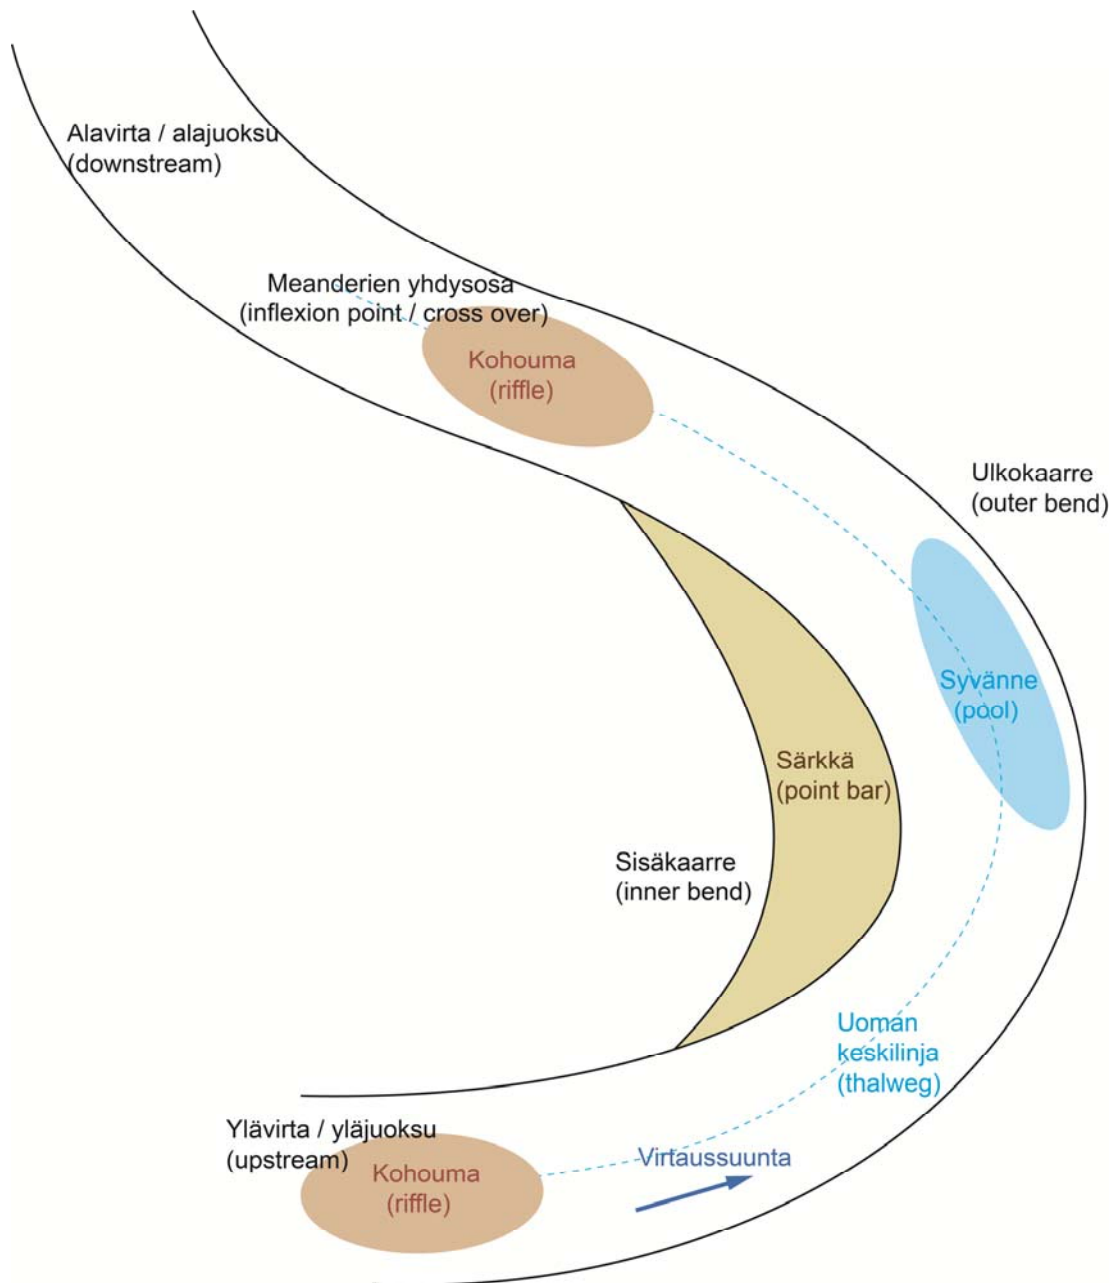 Alavirta / alajuoksu
(downstream)
Meanderien yhdysosa
(inflexion point / cross over)
Kohouma
(riffle)
Ulkokaarre
(outer bend)
Syvänne
(pool)
Särkkä
(point bar)
Sisäkaarre
(inner bend)
Uoman
keskilinja
(thalweg)
Ylävirta / yläjuoksu
(upstream)
Kohouma
(riffle)
Virtaussuunta